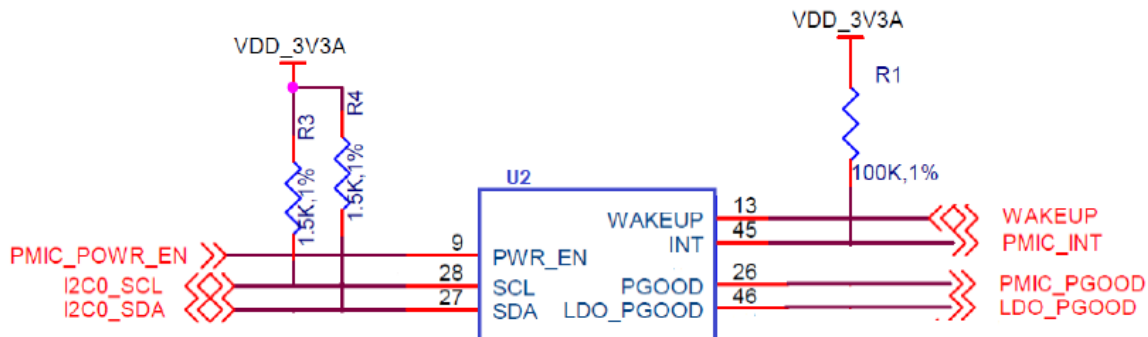 VDD_3V3A
VDD_3V3A
R1
R3
R4
1.5K,1%
1.5K,1%
100K,1%
U2
WAKEUP 13 WAKEUP
INT 45 PMIC_INT
PMIC_POWR_EN 9 PWR_EN
I2C0_SCL 28 SCL
PGOOD 26 PMIC_PGOOD
I2C0_SDA 27 SDA
LDO_PGOOD 46 LDO_PGOOD